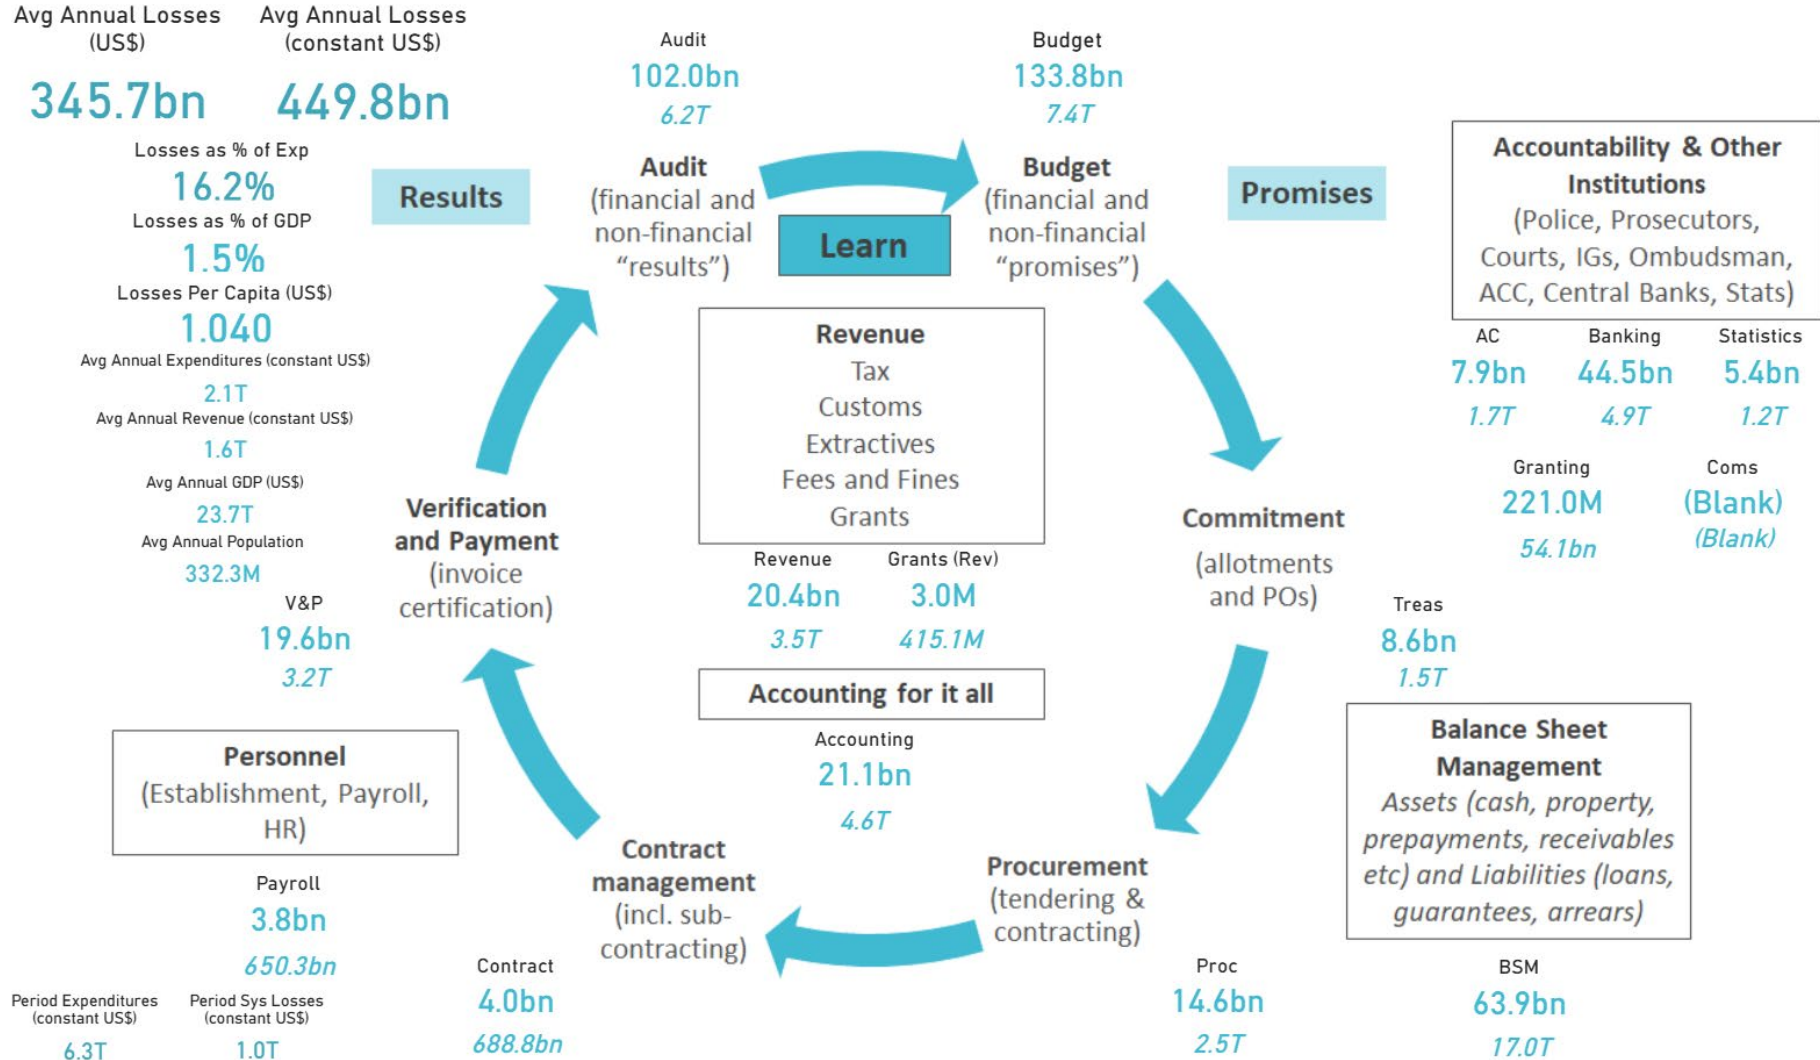 Avg Annual Losses
(US$)
345.7bn
Avg Annual Losses
(constant US$)
449.8bn
Losses as % of Exp
16.2%
Losses as % of GDP
1.5%
Losses Per Capita (US$)
1.040
Avg Annual Expenditures (constant US$)
2.1T
Avg Annual Revenue (constant US$)
1.6T
Avg Annual GDP (US$)
23.7T
Avg Annual Population
332.3M
Results
Audit
102.0bn
6.2T
Audit
(financial and
non-financial
“results”)
Learn
Budget
133.8bn
7.4T
Budget
(financial and
non-financial
“promises”)
Promises
Accountability & Other
Institutions
(Police, Prosecutors,
Courts, IGs, Ombudsman,
ACC, Central Banks, Stats)
AC
7.9bn
1.7T
Banking
44.5bn
4.9T
Statistics
5.4bn
1.2T
Granting
221.0M
54.1bn
Coms
(Blank)
(Blank)
Revenue
Tax
Customs
Extractives
Fees and Fines
Grants
Revenue
20.4bn
3.5T
Grants (Rev)
3.0M
415.1M
Accounting for it all
Accounting
21.1bn
4.6T
Commitment
(allotments
and POs)
Treas
8.6bn
1.5T
Balance Sheet
Management
Assets (cash, property,
prepayments, receivables
etc) and Liabilities (loans,
guarantees, arrears)
BSM
63.9bn
17.0T
Procurement
(tendering &
contracting)
Proc
14.6bn
2.5T
Contract
management
(incl. sub-
contracting)
Contract
4.0bn
688.8bn
Verification
and Payment
(invoice
certification)
V&P
19.6bn
3.2T
Personnel
(Establishment, Payroll,
HR)
Payroll
3.8bn
650.3bn
Period Expenditures
(constant US$)
6.3T
Period Sys Losses
(constant US$)
1.0T